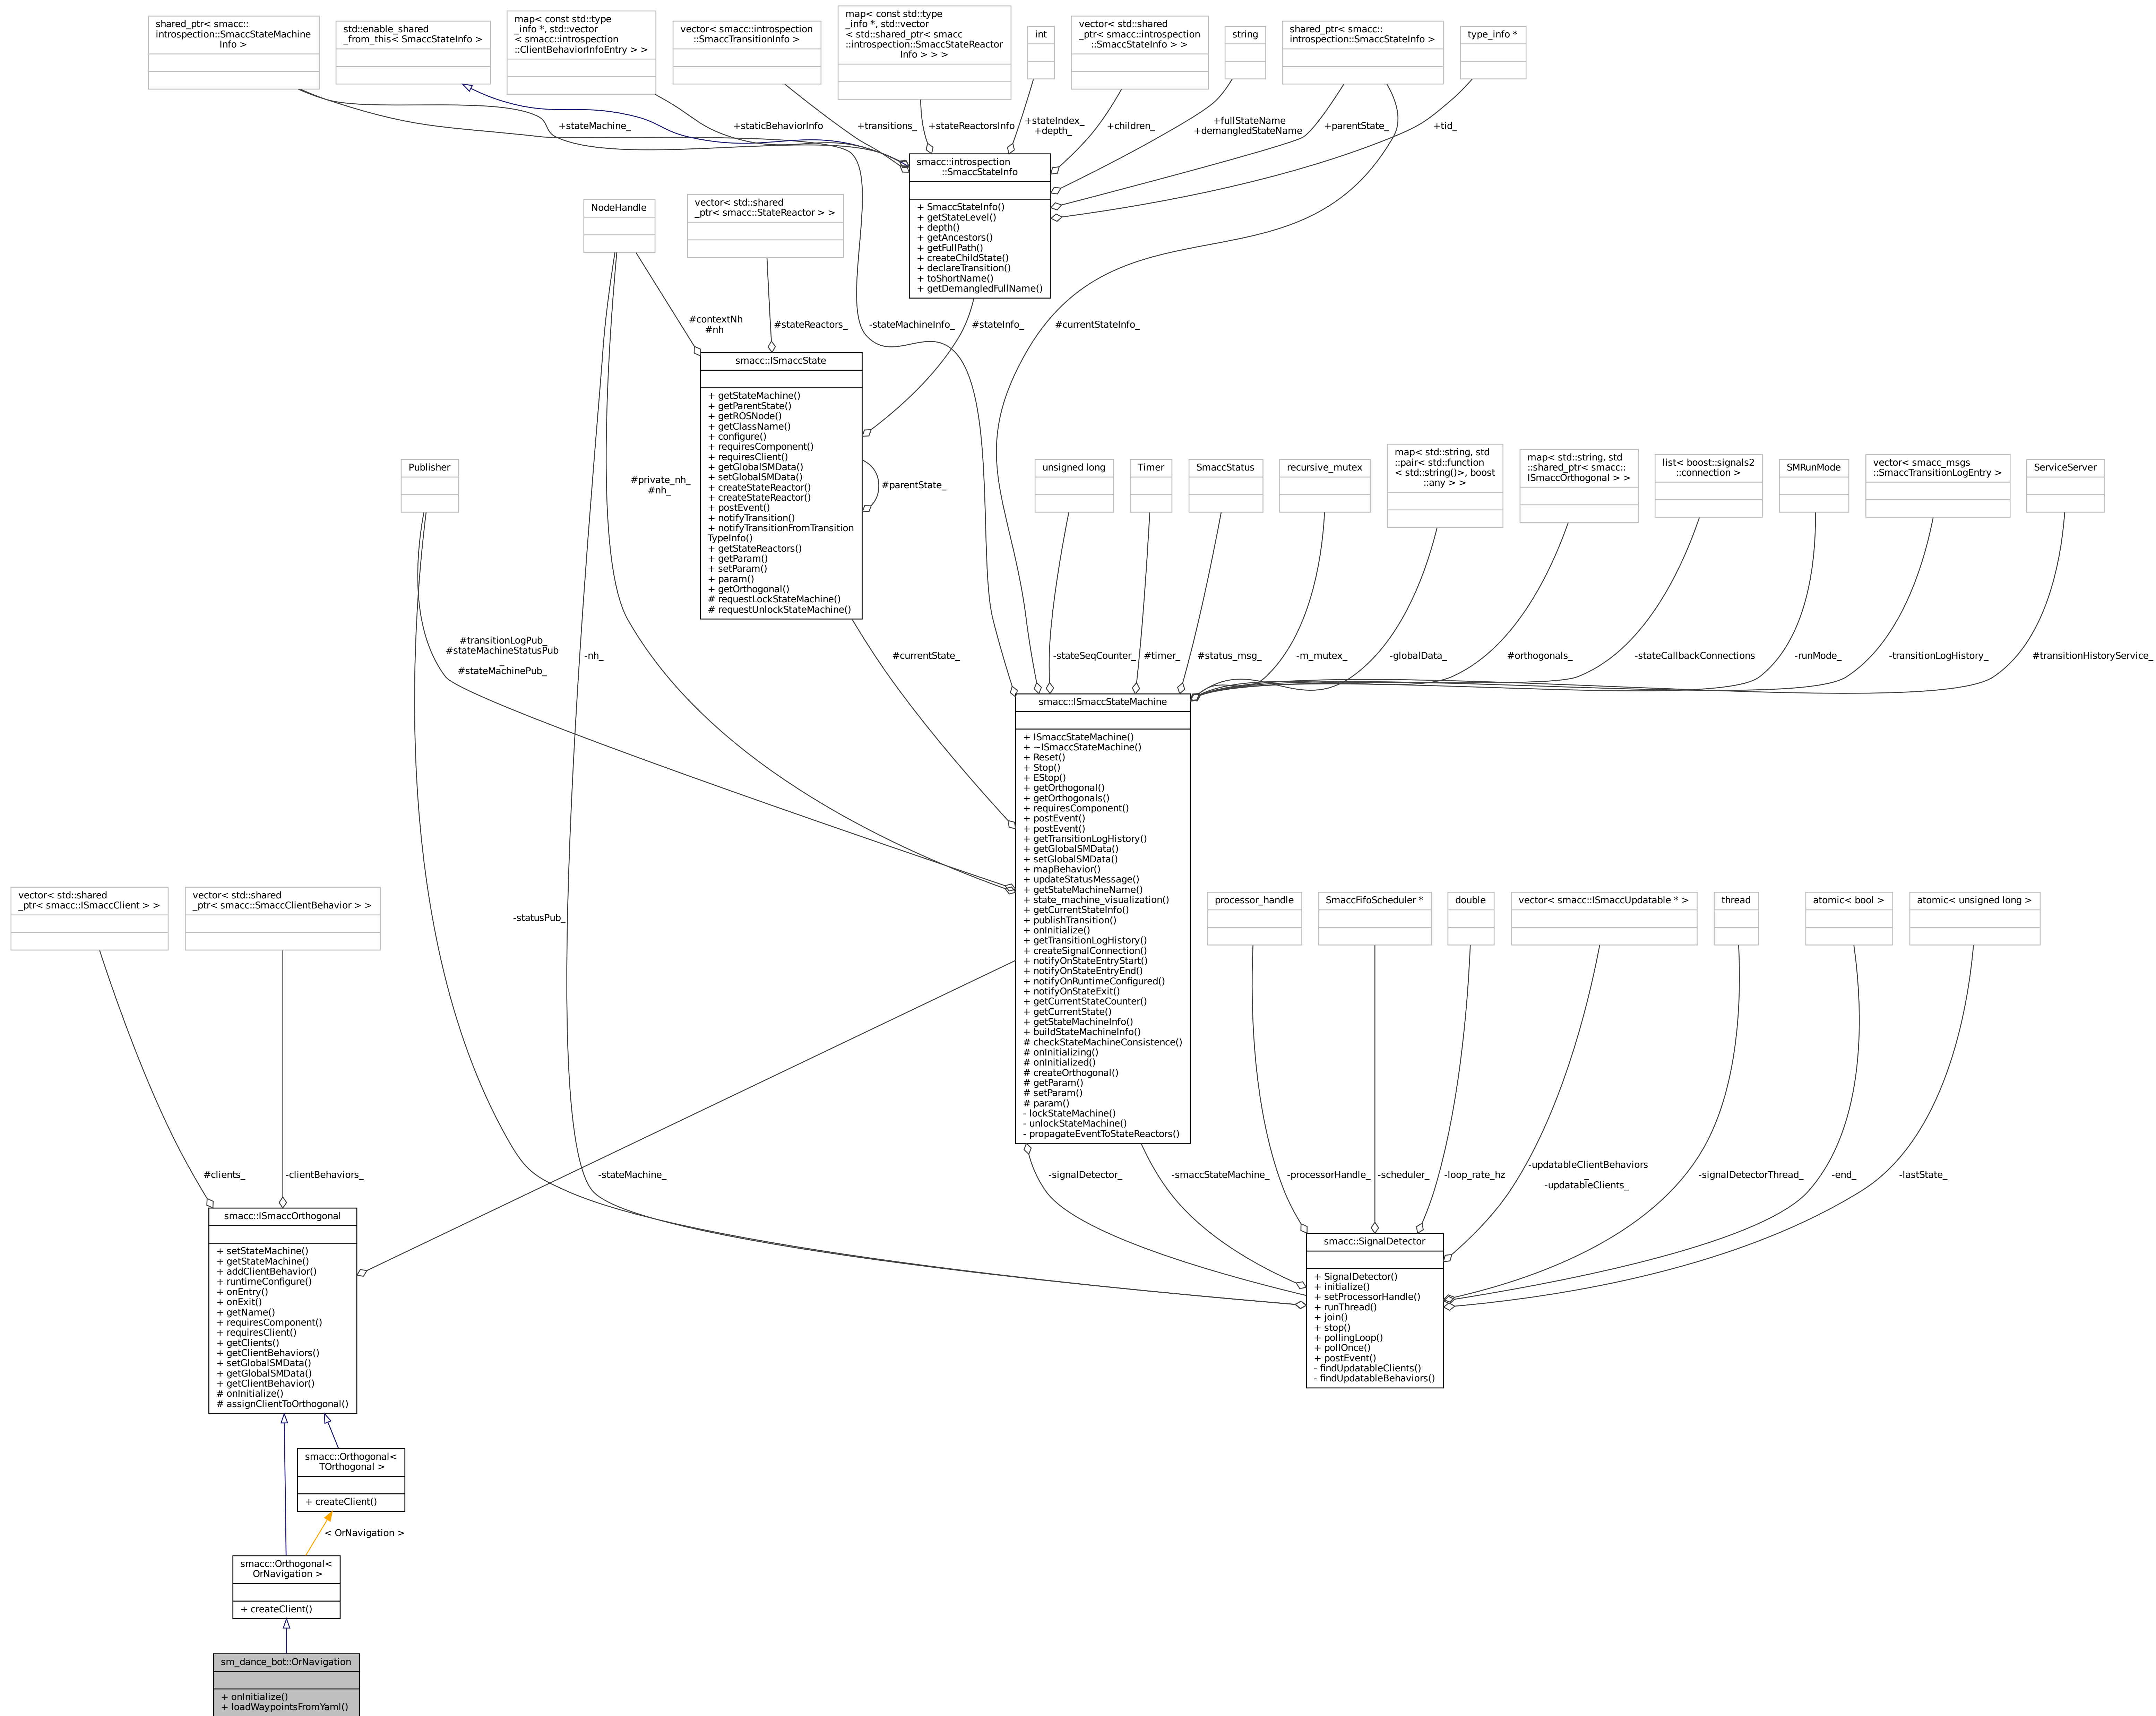 shared_ptr< smacc::
introspection::SmaccStateMachine
Info >
std::enable_shared
_from_this< SmaccStateInfo >
map< const std::type
_info *, std::vector
< smacc::introspection
::ClientBehaviorInfoEntry > >
vector< smacc::introspection
::SmaccTransitionInfo >
map< const std::type
_info *, std::vector
< std::shared_ptr< smacc
::introspection::SmaccStateReactor
Info > > >
int
vector< std::shared
_ptr< smacc::introspection
::SmaccStateInfo > >
string
shared_ptr< smacc::
introspection::SmaccStateInfo >
type_info *
+stateMachine_
+staticBehaviorInfo
+transitions_
+stateReactorsInfo
+stateIndex_
+depth_
+children_
+fullStateName
+demangledStateName
+parentState_
+tid_
smacc::introspection
::SmaccStateInfo
+ SmaccStateInfo()
+ getStateLevel()
+ depth()
+ getAncestors()
+ getFullPath()
+ createChildState()
+ declareTransition()
+ toShortName()
+ getDemangledFullName()
NodeHandle
vector< std::shared
_ptr< smacc::StateReactor > >
#contextNh
#nh
#stateReactors_
-stateMachineInfo_
#stateInfo_
#currentStateInfo_
smacc::ISmaccState
+ getStateMachine()
+ getParentState()
+ getROSNode()
+ getClassName()
+ configure()
+ requiresComponent()
+ requiresClient()
+ getGlobalSMData()
+ setGlobalSMData()
+ createStateReactor()
+ createStateReactor()
+ postEvent()
+ notifyTransition()
+ notifyTransitionFromTransition
TypeInfo()
+ getStateReactors()
+ getParam()
+ setParam()
+ param()
+ getOrthogonal()
# requestLockStateMachine()
# requestUnlockStateMachine()
#parentState_
Publisher
#private_nh_
#nh_
unsigned long
Timer
SmaccStatus
recursive_mutex
map< std::string, std
::pair< std::function
< std::string()>, boost
::any > >
map< std::string, std
::shared_ptr< smacc::
ISmaccOrthogonal > >
list< boost::signals2
::connection >
SMRunMode
vector< smacc_msgs
::SmaccTransitionLogEntry >
ServiceServer
#transitionLogPub_
#stateMachineStatusPub
_
#stateMachinePub_
-nh_
#currentState_
-stateSeqCounter_
#timer_
#status_msg_
-m_mutex_
-globalData_
#orthogonals_
-stateCallbackConnections
-runMode_
-transitionLogHistory_
#transitionHistoryService_
smacc::ISmaccStateMachine
+ ISmaccStateMachine()
+ ~ISmaccStateMachine()
+ Reset()
+ Stop()
+ EStop()
+ getOrthogonal()
+ getOrthogonals()
+ requiresComponent()
+ postEvent()
+ postEvent()
+ getTransitionLogHistory()
+ getGlobalSMData()
+ setGlobalSMData()
+ mapBehavior()
+ updateStatusMessage()
+ getStateMachineName()
+ state_machine_visualization()
+ getCurrentStateInfo()
+ publishTransition()
+ onInitialize()
+ getTransitionLogHistory()
+ createSignalConnection()
+ notifyOnStateEntryStart()
+ notifyOnStateEntryEnd()
+ notifyOnRuntimeConfigured()
+ notifyOnStateExit()
+ getCurrentStateCounter()
+ getCurrentState()
+ getStateMachineInfo()
+ buildStateMachineInfo()
# checkStateMachineConsistence()
# onInitializing()
# onInitialized()
# createOrthogonal()
# getParam()
# setParam()
# param()
- lockStateMachine()
- unlockStateMachine()
- propagateEventToStateReactors()
vector< std::shared
_ptr< smacc::ISmaccClient > >
vector< std::shared
_ptr< smacc::SmaccClientBehavior > >
-statusPub_
processor_handle
SmaccFifoScheduler *
double
vector< smacc::ISmaccUpdatable * >
thread
atomic< bool >
atomic< unsigned long >
#clients_
-clientBehaviors_
-stateMachine_
-signalDetector_
-smaccStateMachine_
-processorHandle_
-scheduler_
-loop_rate_hz
-updatableClientBehaviors
_
-updatableClients_
-signalDetectorThread_
-end_
-lastState_
smacc::ISmaccOrthogonal
+ setStateMachine()
+ getStateMachine()
+ addClientBehavior()
+ runtimeConfigure()
+ onEntry()
+ onExit()
+ getName()
+ requiresComponent()
+ requiresClient()
+ getClients()
+ getClientBehaviors()
+ setGlobalSMData()
+ getGlobalSMData()
+ getClientBehavior()
# onInitialize()
# assignClientToOrthogonal()
smacc::SignalDetector
+ SignalDetector()
+ initialize()
+ setProcessorHandle()
+ runThread()
+ join()
+ stop()
+ pollingLoop()
+ pollOnce()
+ postEvent()
- findUpdatableClients()
- findUpdatableBehaviors()
smacc::Orthogonal<
TOrthogonal >
+ createClient()
< OrNavigation >
smacc::Orthogonal<
OrNavigation >
+ createClient()
sm_dance_bot::OrNavigation
+ onInitialize()
+ loadWaypointsFromYaml()